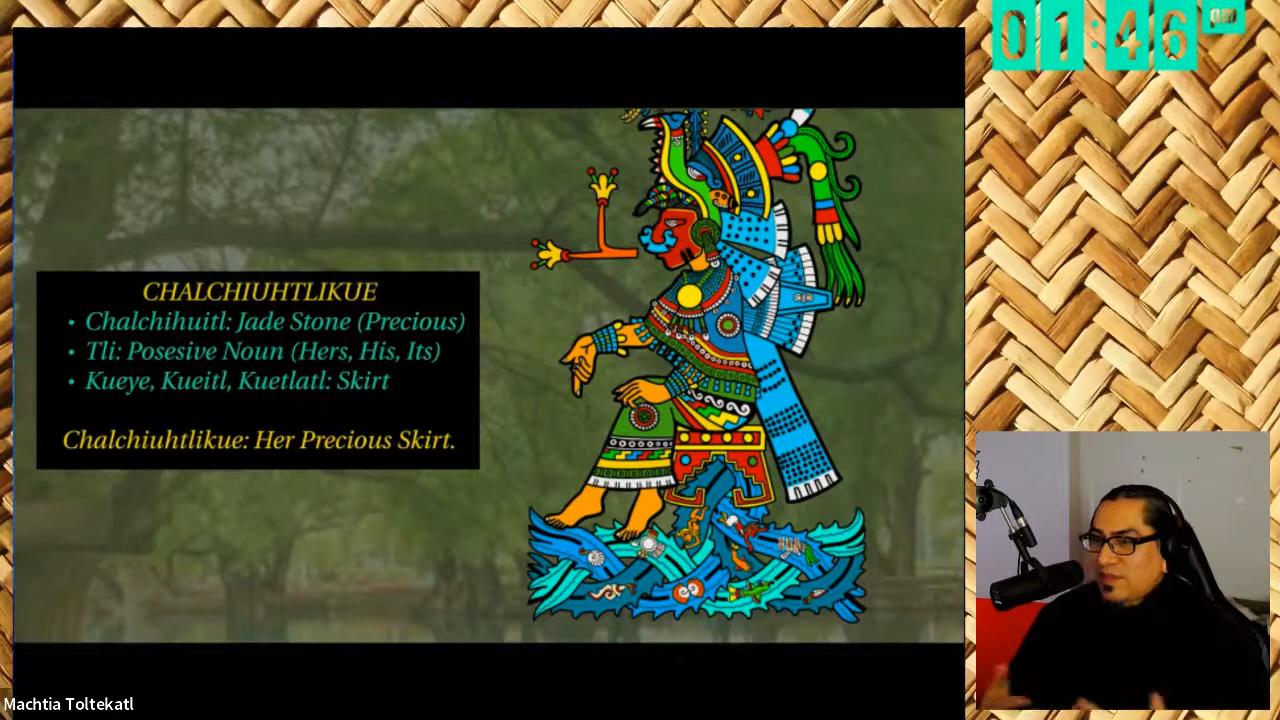 01:46 pm
CHALCHIUHTLIKUE
• Chalchihuitl: Jade Stone (Precious)
• Tli: Posesive Noun (Hers, His, Its)
• Kueye, Kueitl, Kuetlatl: Skirt
Chalchiuhtlikue: Her Precious Skirt.
Machtia Toltekatl